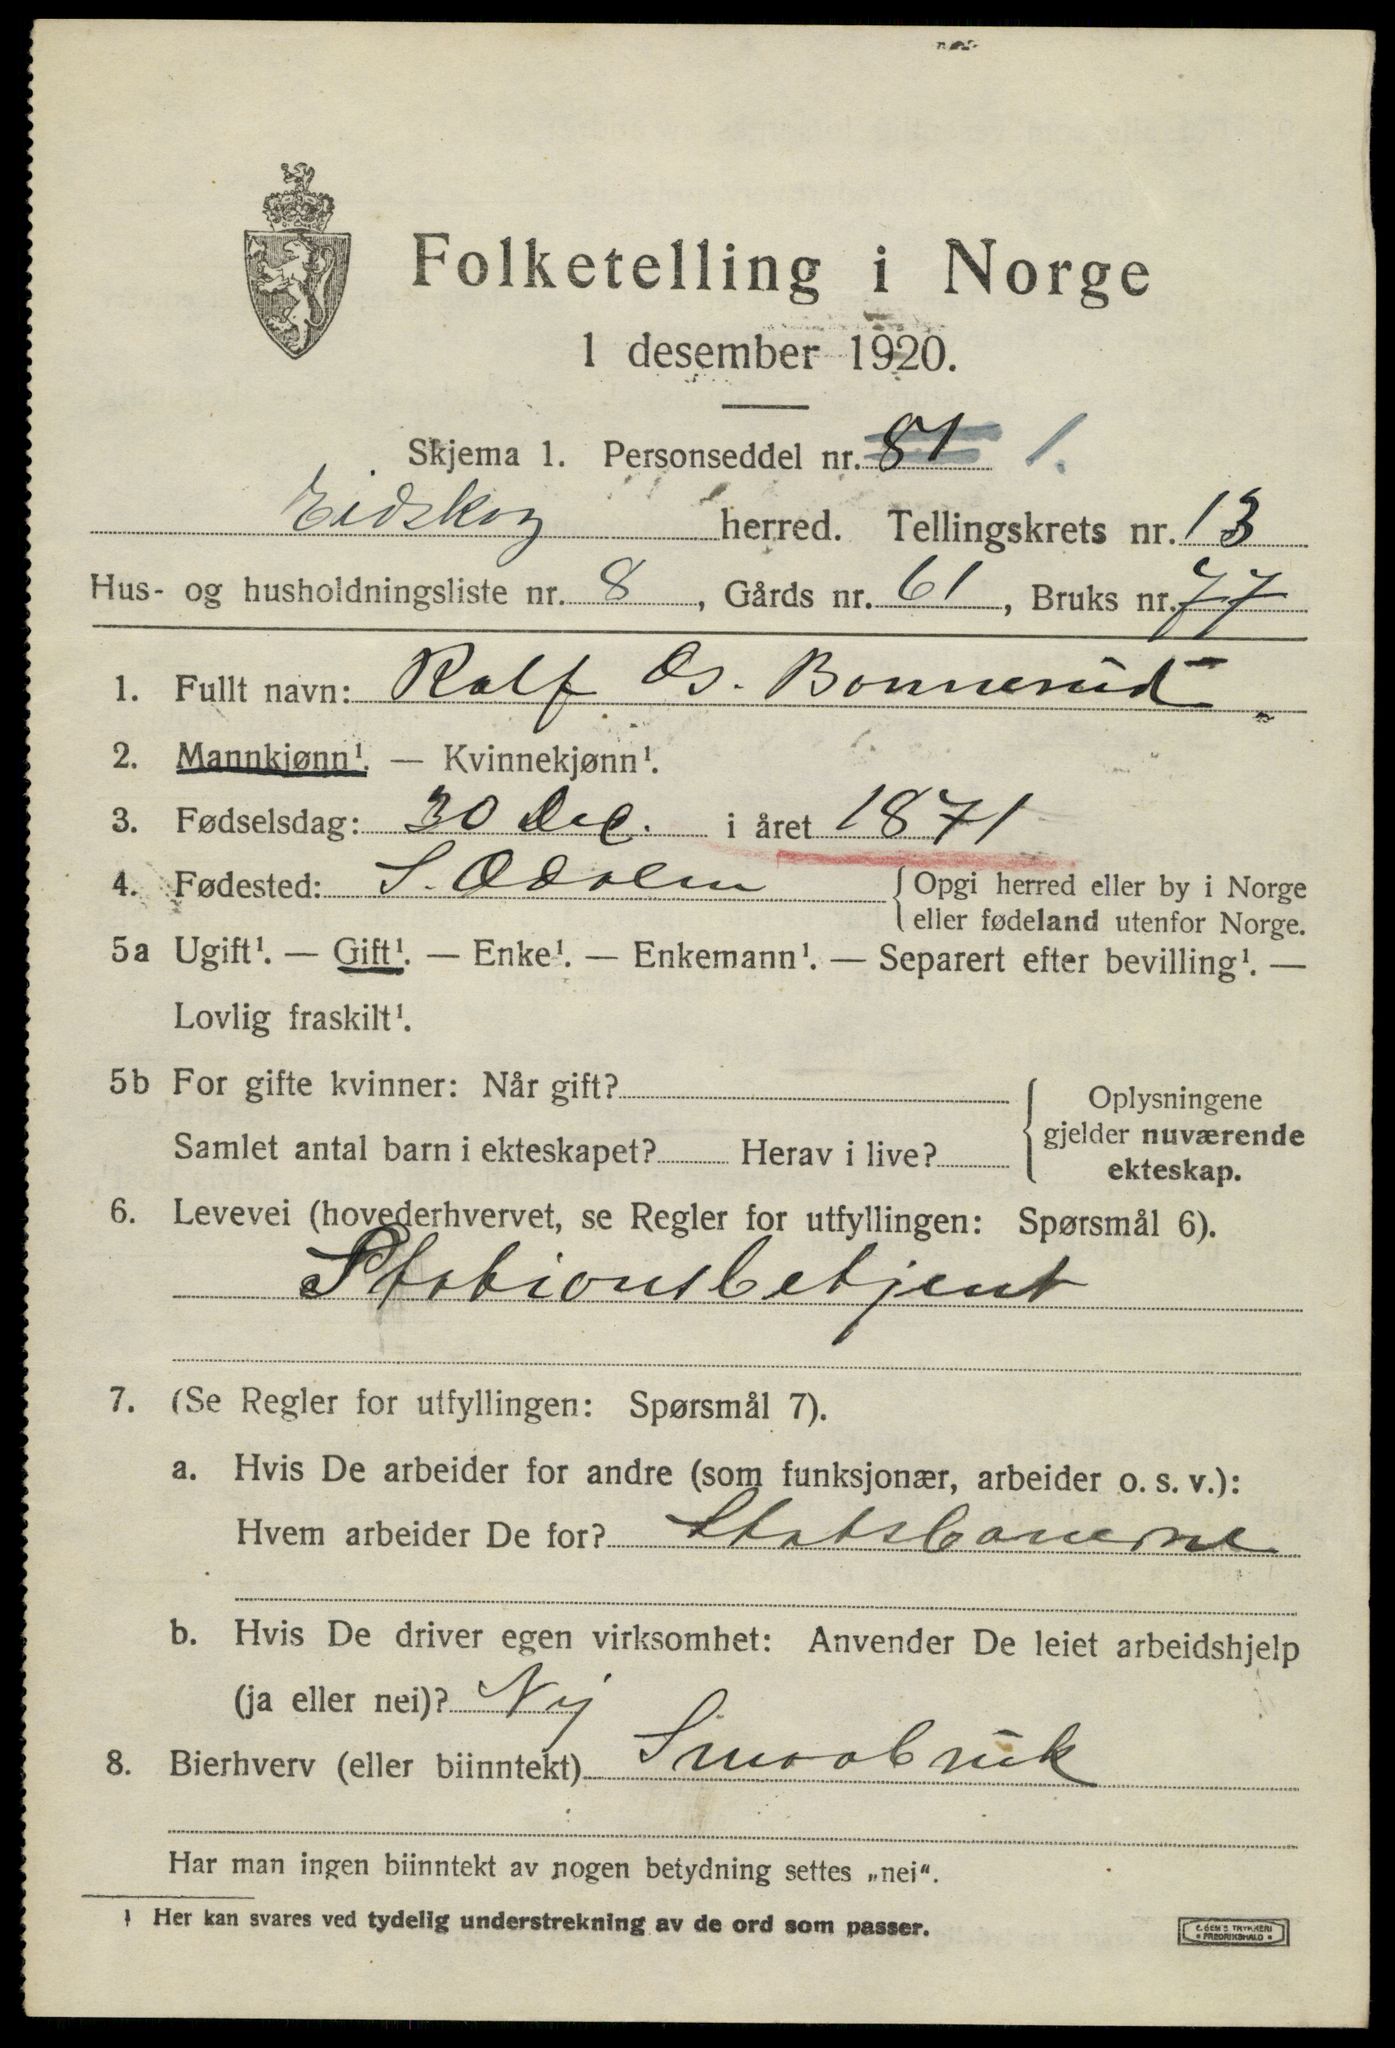 Folketelling i Norge
1 desember 1920.
Skjema 1. Personseddel nr. 81 1.
Eidskog herred. Tellingskrets nr. 13
Hus- og husholdningsliste nr. 8, Gårds nr. 61, Bruks nr. 77
1. Fullt navn: Rolf Os. Bonnerud
2. Mannkjønn¹. — Kvinnekjønn¹.
3. Fødselsdag: 30 Dec. i året 1871
4. Fødested: S. Odalen { Opgi herred eller by i Norge
eller fødeland utenfor Norge.
5a Ugift¹. — Gift¹. — Enke¹. — Enkemann¹. — Separert efter bevilling¹. —
Lovlig fraskilt¹.
5b For gifte kvinner: Når gift? { Oplysningene
gjelder nuværende
Samlet antal barn i ekteskapet? Herav i live?
ekteskap.
6. Levevei (hovederhvervet, se Regler for utfyllingen: Spørsmål 6).
Stationsbetjent
7. (Se Regler for utfyllingen: Spørsmål 7).
a. Hvis De arbeider for andre (som funksjonær, arbeider o. s. v.):
Hvem arbeider De for? Statsbanerne
b. Hvis De driver egen virksomhet: Anvender De leiet arbeidshjelp
(ja eller nei)? Nej
8. Bierhverv (eller biinntekt) Smaabruk
Har man ingen biinntekt av nogen betydning settes „nei“.
¹ Her kan svares ved tydelig understrekning av de ord som passer.
TRYKKERI
• FREDRIKSHALD •